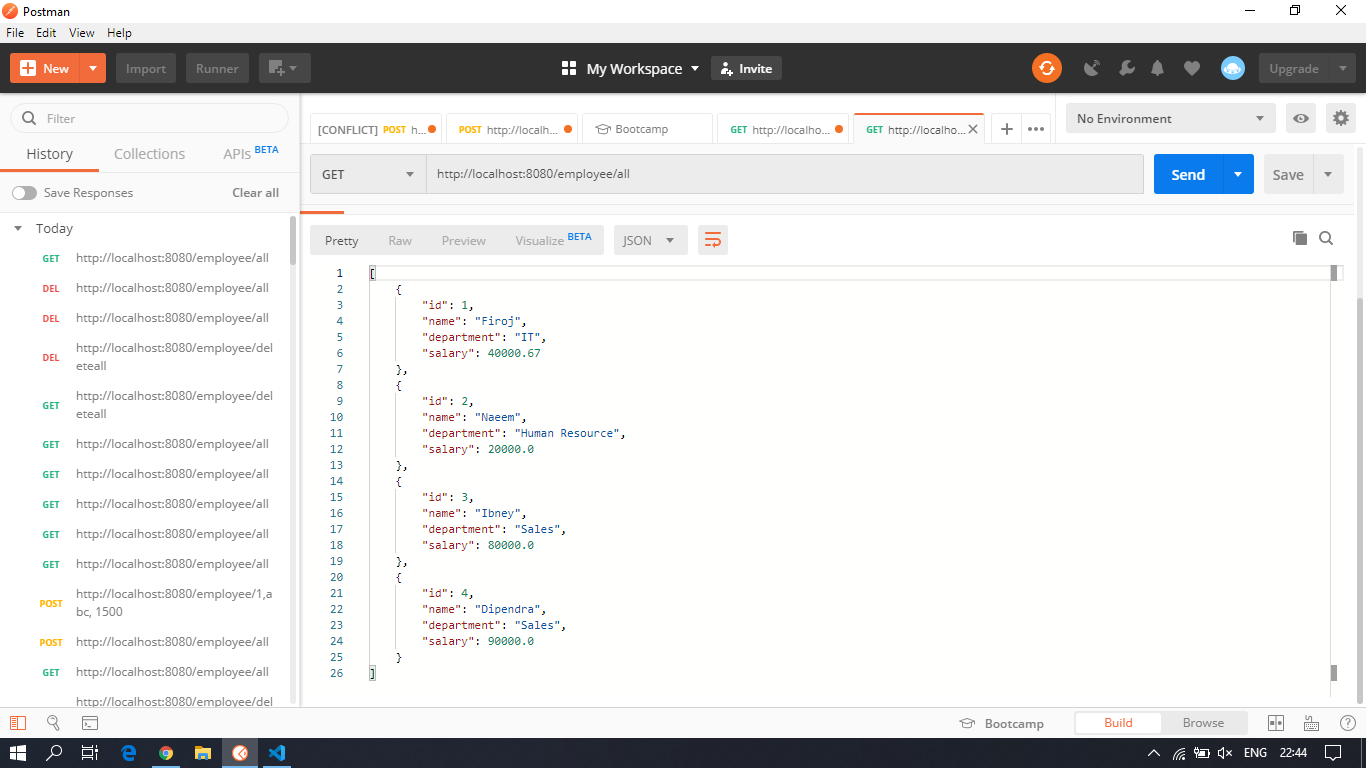 Postman
File Edit View Help
New Import Runner My Workspace Invite Upgrade
Filter
History Collections APIs BETA
Save Responses Clear all
Today
GET http://localhost:8080/employee/all
DEL http://localhost:8080/employee/all
DEL http://localhost:8080/employee/all
DEL http://localhost:8080/employee/del
eteall
GET http://localhost:8080/employee/del
eteall
GET http://localhost:8080/employee/all
GET http://localhost:8080/employee/all
GET http://localhost:8080/employee/all
GET http://localhost:8080/employee/all
GET http://localhost:8080/employee/all
POST http://localhost:8080/employee/1,a
bc, 1500
POST http://localhost:8080/employee/all
GET http://localhost:8080/employee/all
http://localhost:8080/employee/del
[CONFLICT] POST h... POST http://localh... Bootcamp GET http://localho... GET http://localho... No Environment
GET http://localhost:8080/employee/all Send Save
Pretty Raw Preview Visualize BETA JSON
1 [
2 {
3 "id": 1,
4 "name": "Firoj",
5 "department": "IT",
6 "salary": 40000.67
7 },
8 {
9 "id": 2,
10 "name": "Naeem",
11 "department": "Human Resource",
12 "salary": 20000.0
13 },
14 {
15 "id": 3,
16 "name": "Ibney",
17 "department": "Sales",
18 "salary": 80000.0
19 },
20 {
21 "id": 4,
22 "name": "Dipendra",
23 "department": "Sales",
24 "salary": 90000.0
25 }
26 ]
Bootcamp Build Browse
ENG 22:44